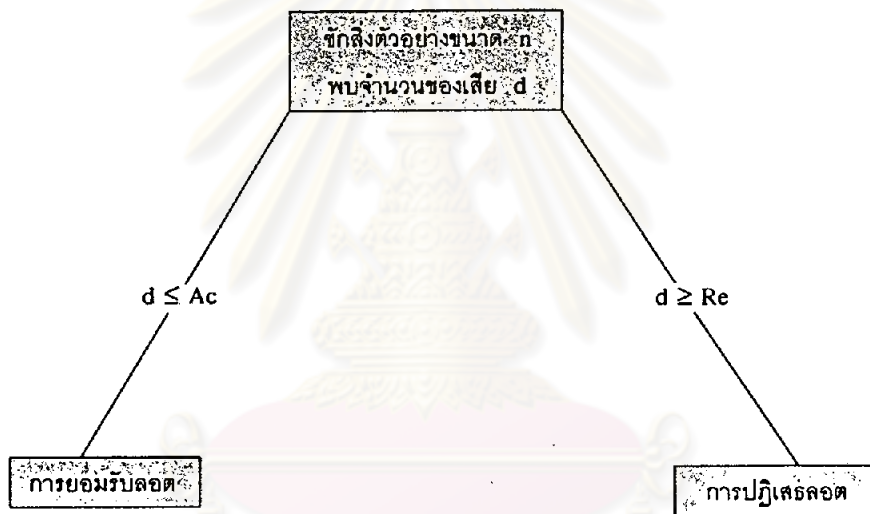 ชักสิ่งตัวอย่างขนาด n
พบจำนวนของเสีย d
d ≤ Ac
d ≥ Re
การยอมรับลอต
การปฏิเสธลอต